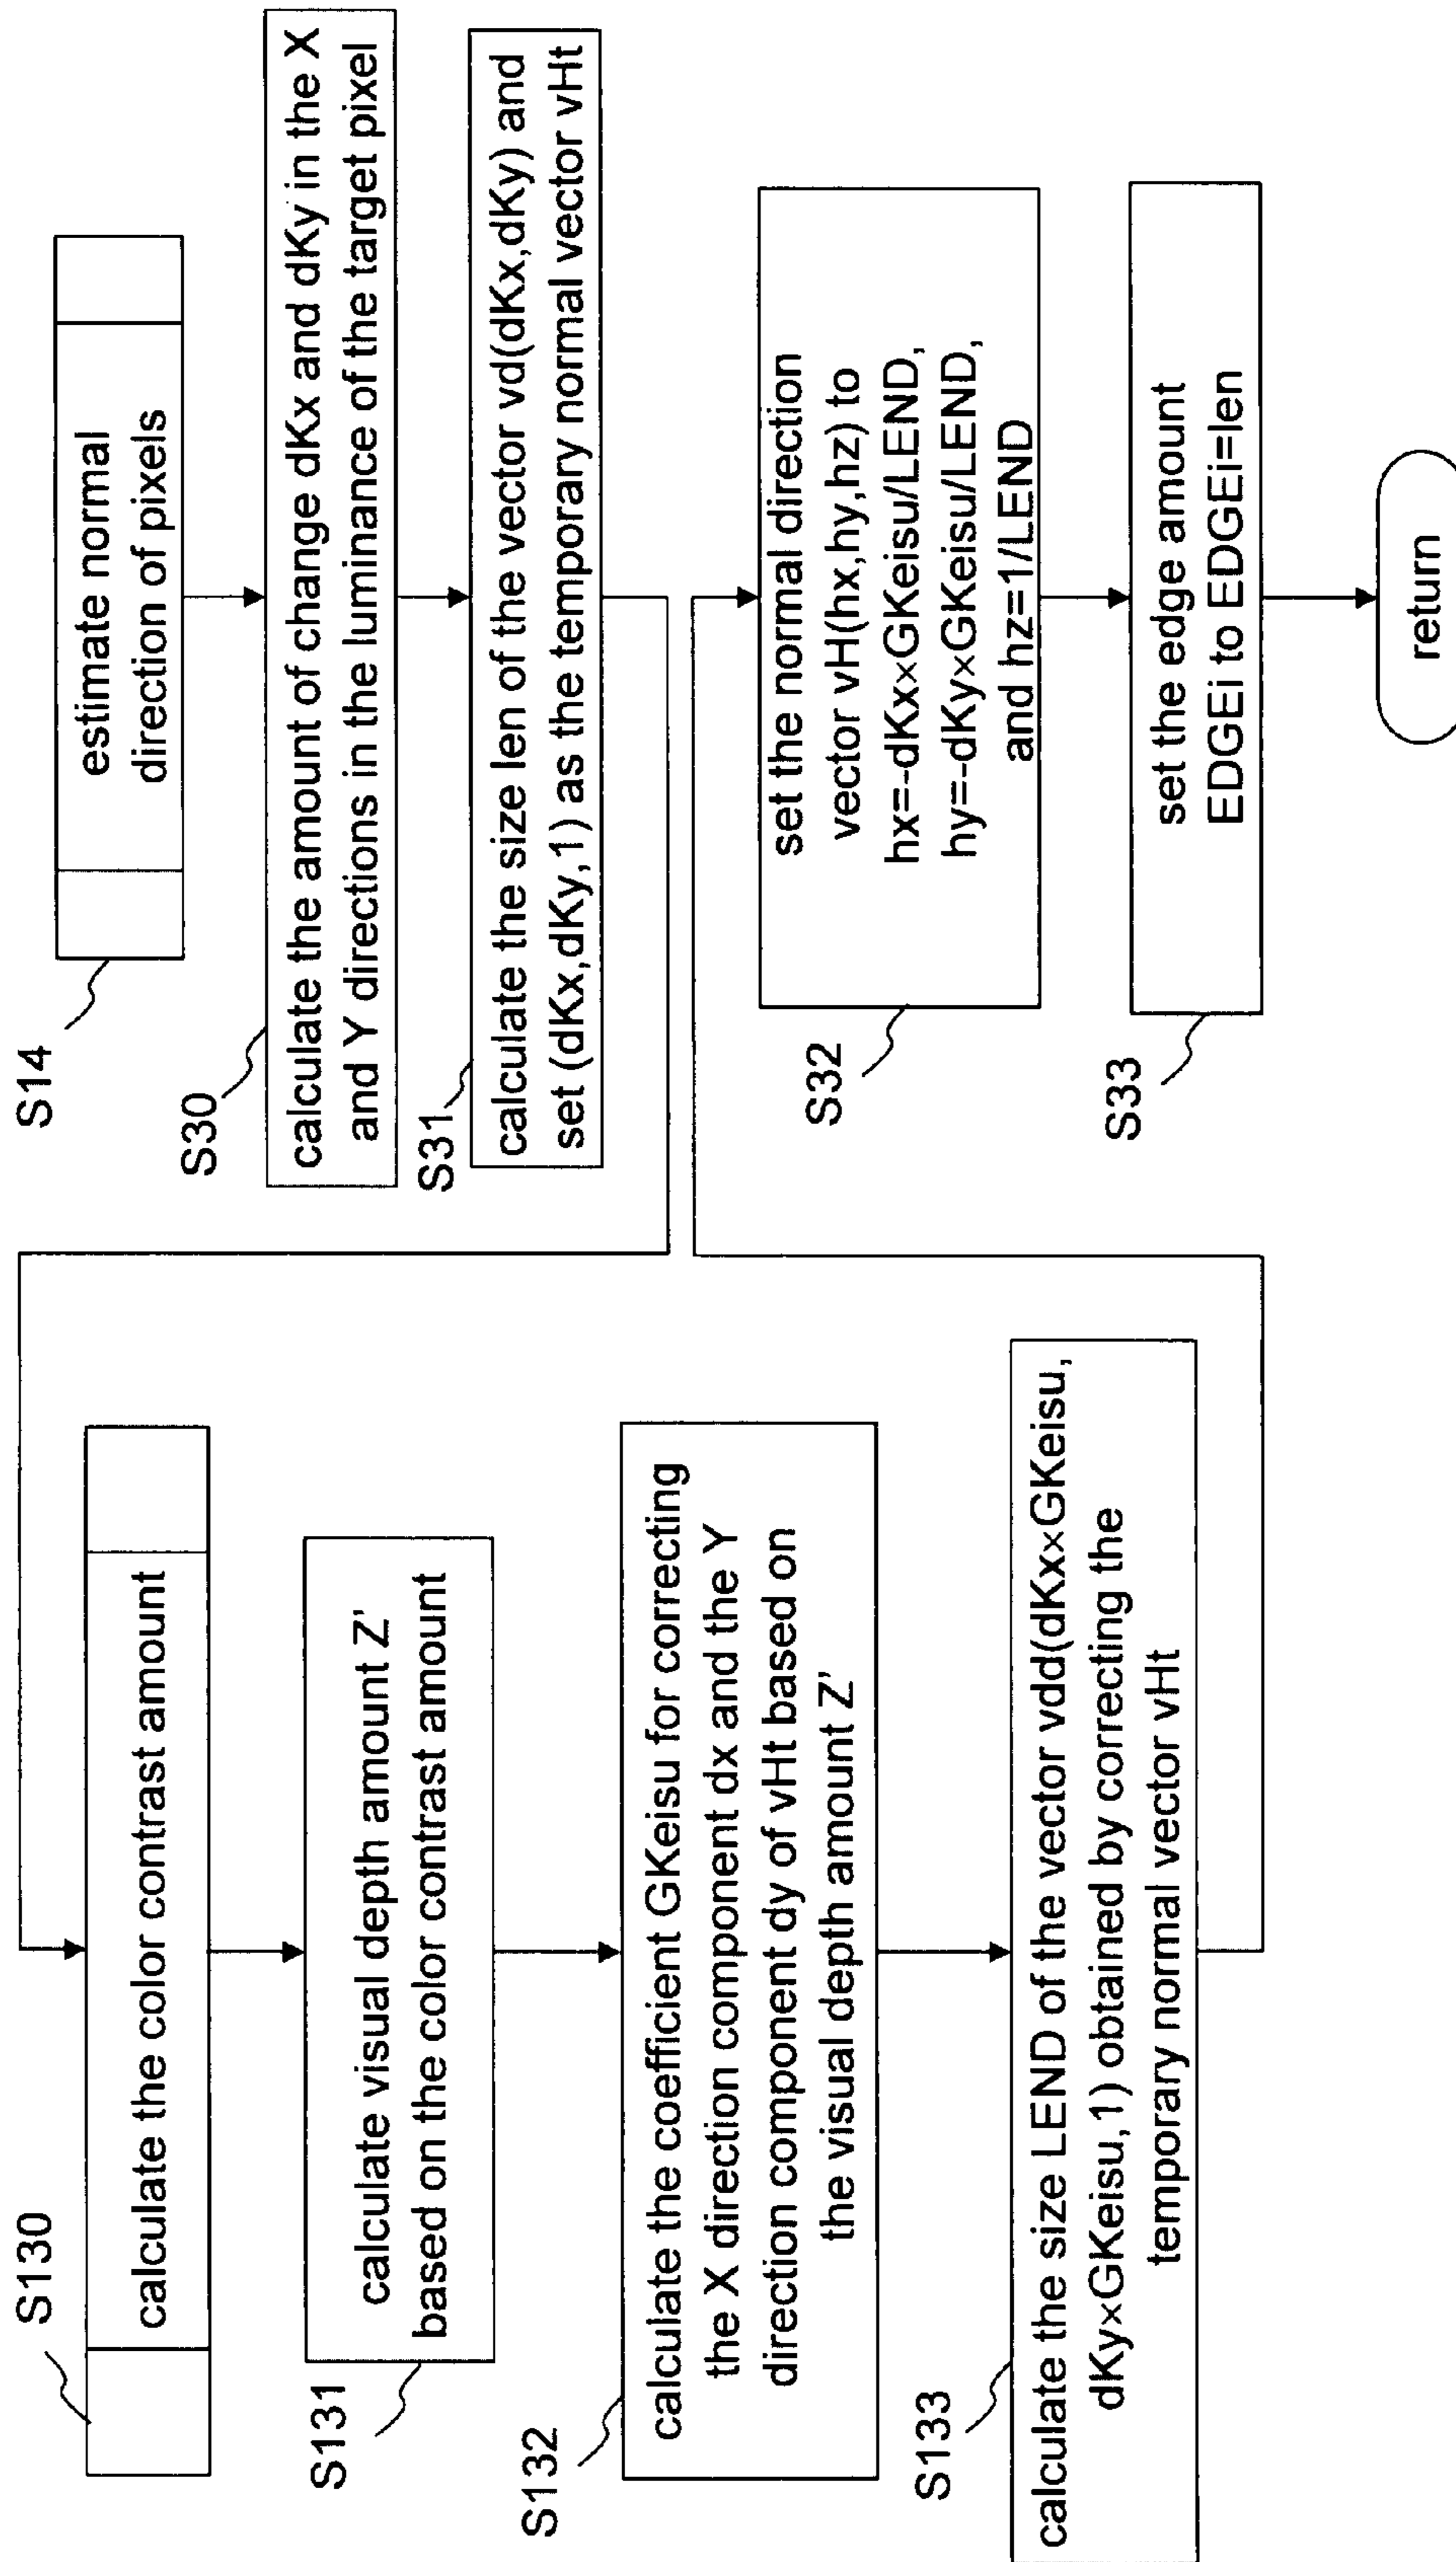 S14
estimate normal
direction of pixels
S30
calculate the amount of change dKx and dKy in the X
and Y directions in the luminance of the target pixel
S31
calculate the size len of the vector vd(dKx,dKy) and
set (dKx,dKy,1) as the temporary normal vector vHt
S130
calculate the color contrast amount
S131
calculate visual depth amount Z'
based on the color contrast amount
S132
calculate the coefficient GKeisu for correcting
the X direction component dx and the Y
direction component dy of vHt based on
the visual depth amount Z'
S133
calculate the size LEND of the vector vdd(dKx×GKeisu,
dKy×GKeisu,1) obtained by correcting the
temporary normal vector vHt
S32
set the normal direction
vector vH(hx,hy,hz) to
hx=-dKx×GKeisu/LEND,
hy=-dKy×GKeisu/LEND,
and hz=1/LEND
S33
set the edge amount
EDGEi to EDGEi=len
return